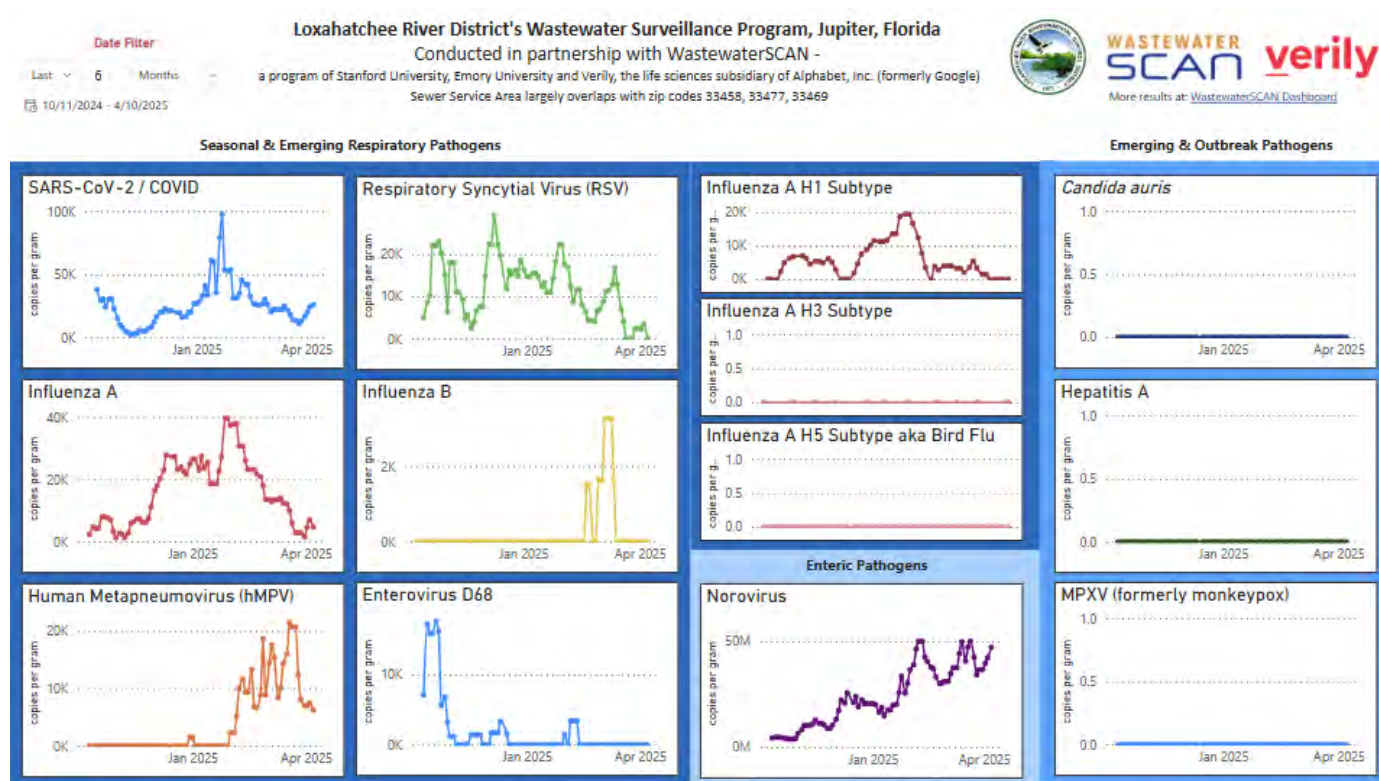 Loxahatchee River District's Wastewater Surveillance Program, Jupiter, Florida
Conducted in partnership with WastewaterSCAN -
a program of Stanford University, Emory University and Verily, the life sciences subsidiary of Alphabet, Inc. (formerly Google)
Sewer Service Area largely overlaps with zip codes 33458, 33477, 33469
Date Filter
Last 6 Months
10/11/2024 - 4/10/2025
WASTEWATER
SCAN
verily
More results at: WastewaterSCAN Dashboard
Seasonal & Emerging Respiratory Pathogens
Emerging & Outbreak Pathogens
SARS-CoV-2 / COVID
copies per gram
100K
50K
0K
Jan 2025
Apr 2025
Respiratory Syncytial Virus (RSV)
copies per gram
20K
10K
0K
Jan 2025
Apr 2025
Influenza A H1 Subtype
copies per g...
20K
10K
0K
Influenza A H3 Subtype
copies per g...
1.0
0.5
0.0
Influenza A H5 Subtype aka Bird Flu
copies per g...
1.0
0.5
0.0
Candida auris
copies per gram
1.0
0.5
0.0
Jan 2025
Apr 2025
Influenza A
copies per gram
40K
20K
0K
Jan 2025
Apr 2025
Influenza B
copies per gram
2K
0K
Jan 2025
Apr 2025
Hepatitis A
copies per gram
1.0
0.5
0.0
Jan 2025
Apr 2025
Human Metapneumovirus (hMPV)
copies per gram
20K
10K
0K
Jan 2025
Apr 2025
Enterovirus D68
copies per gram
10K
0K
Jan 2025
Apr 2025
Enteric Pathogens
Norovirus
copies per gram
50M
0M
Jan 2025
Apr 2025
MPXV (formerly monkeypox)
copies per gram
1.0
0.5
0.0
Jan 2025
Apr 2025